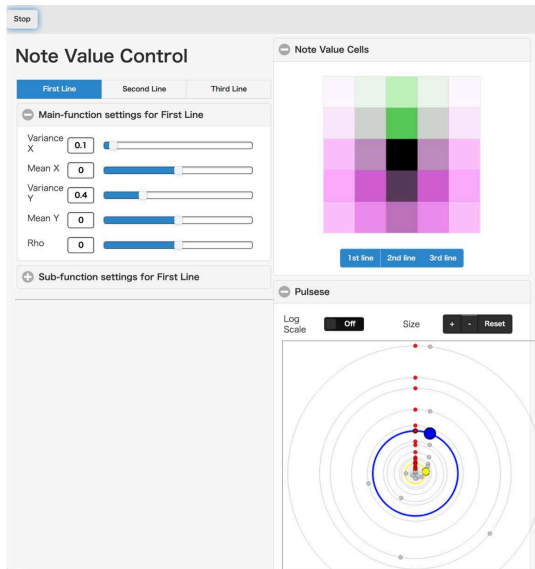 Stop
Note Value Control
First Line Second Line Third Line
Main-function settings for First Line
Variance X 0.1
Mean X 0
Variance Y 0.4
Mean Y 0
Rho 0
Sub-function settings for First Line
Note Value Cells
1st line 2nd line 3rd line
Pulsese
Log Scale Off Size + - Reset